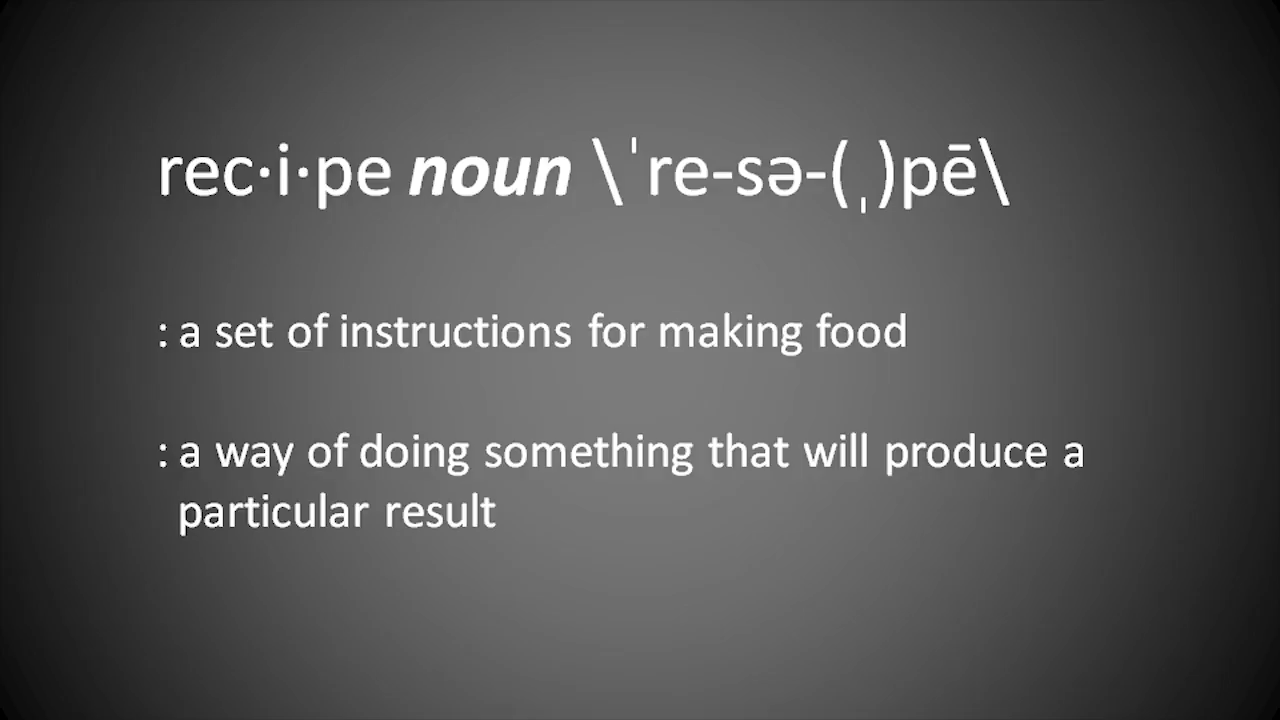 rec·i·pe noun \ˈre-sə-(ˌ)pē\
: a set of instructions for making food
: a way of doing something that will produce a
particular result